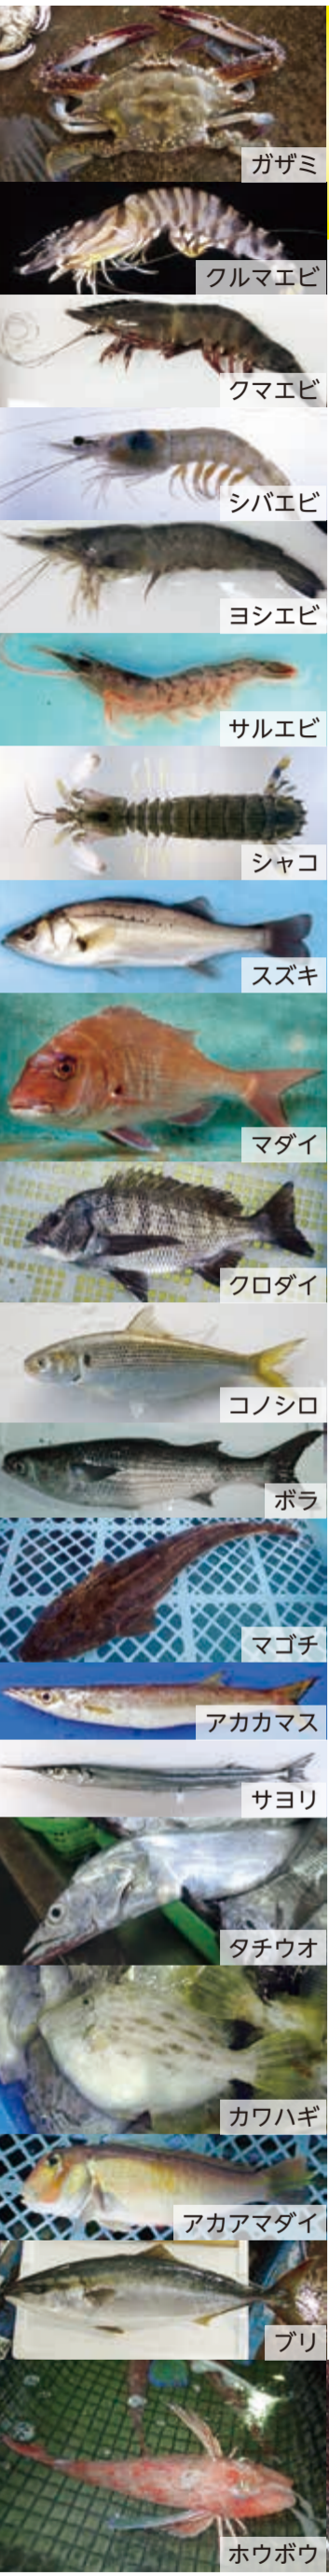 ガザミ
クルマエビ
クマエビ
シバエビ
ヨシエビ
サルエビ
シャコ
スズキ
マダイ
クロダイ
コノシロ
ボラ
マゴチ
アカカマス
サヨリ
タチウオ
カワハギ
アカアマダイ
ブリ
ホウボウ